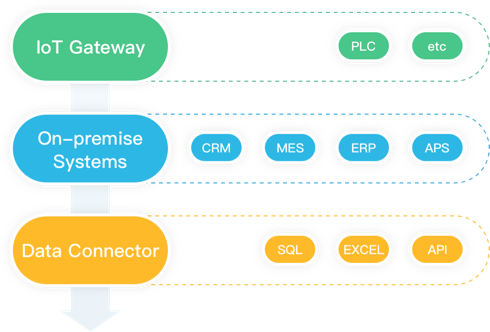 IoT Gateway
PLC
etc
On-premise
Systems
CRM
MES
ERP
APS
Data Connector
SQL
EXCEL
API